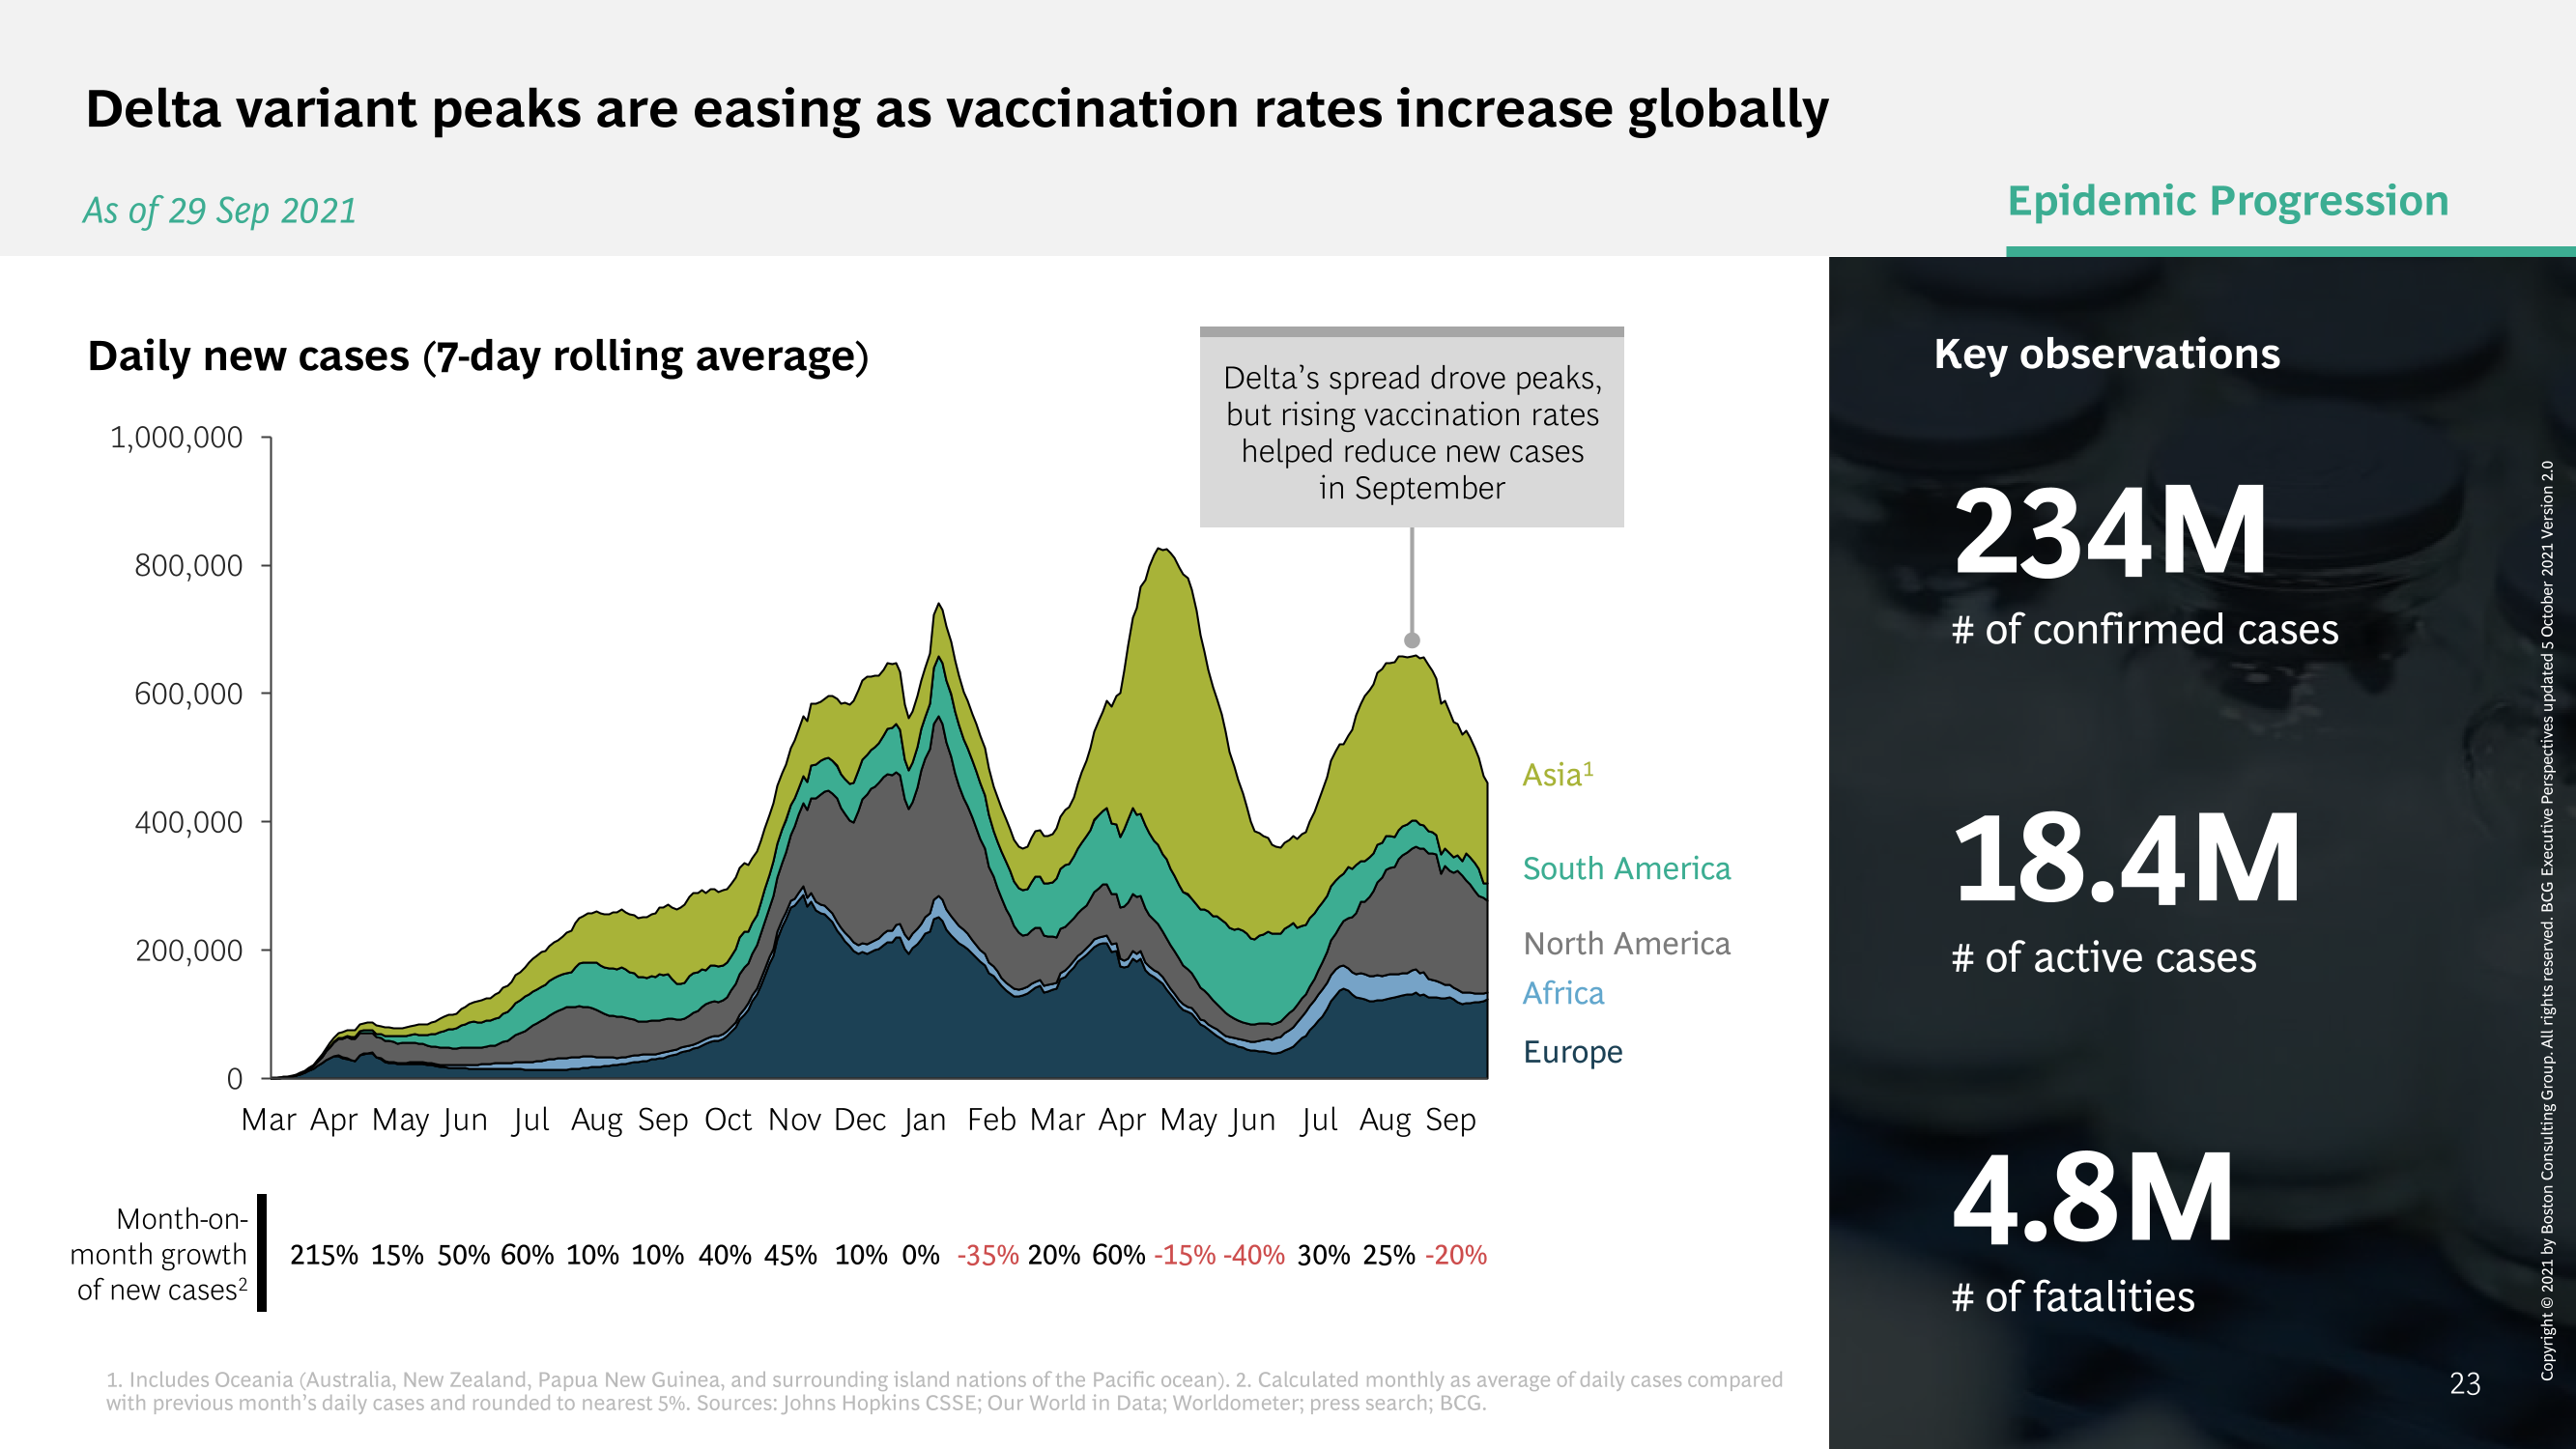 Delta variant peaks are easing as vaccination rates increase globally
As of 29 Sep 2021
Epidemic Progression
Daily new cases (7-day rolling average)
Delta’s spread drove peaks,
but rising vaccination rates
helped reduce new cases
in September
1,000,000
800,000
600,000
400,000
200,000
0
Asia¹
South America
North America
Africa
Europe
Mar Apr May Jun Jul Aug Sep Oct Nov Dec Jan Feb Mar Apr May Jun Jul Aug Sep
Month-on-
month growth
of new cases²
215% 15% 50% 60% 10% 10% 40% 45% 10% 0% -35% 20% 60% -15% -40% 30% 25% -20%
1. Includes Oceania (Australia, New Zealand, Papua New Guinea, and surrounding island nations of the Pacific ocean). 2. Calculated monthly as average of daily cases compared
with previous month’s daily cases and rounded to nearest 5%. Sources: Johns Hopkins CSSE; Our World in Data; Worldometer; press search; BCG.
Key observations
234M
# of confirmed cases
18.4M
# of active cases
4.8M
# of fatalities
Copyright © 2021 by Boston Consulting Group. All rights reserved. BCG Executive Perspectives updated 5 October 2021 Version 2.0
23